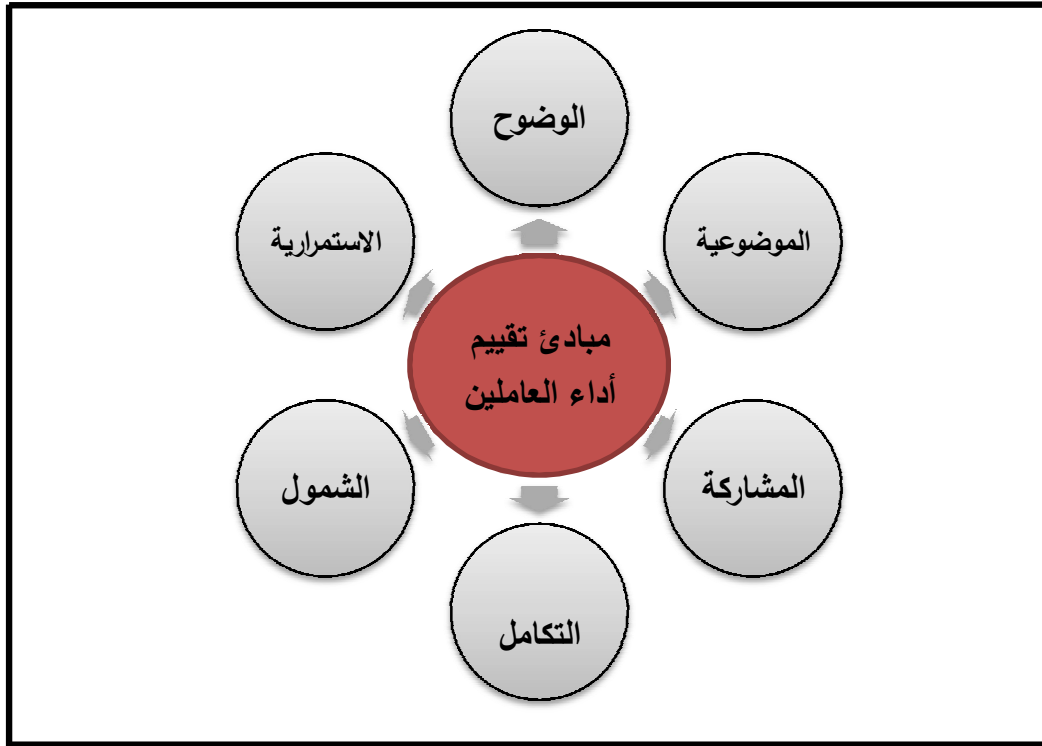 الوضوح
الموضوعية
الاستمرارية
مبادئ تقييم
أداء العاملين
المشاركة
الشمول
التكامل